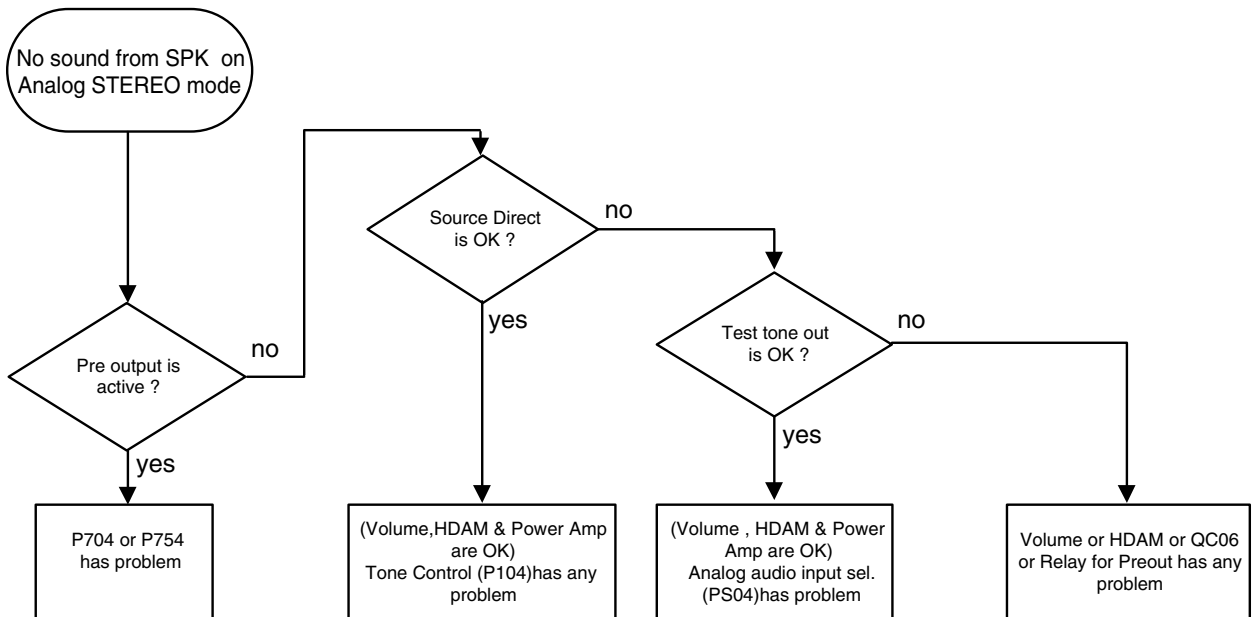 No sound from SPK on
Analog STEREO mode
Pre output is
active ?
no
yes
P704 or P754
has problem
Source Direct
is OK ?
no
yes
(Volume,HDAM & Power Amp
are OK)
Tone Control (P104)has any
problem
Test tone out
is OK ?
no
yes
(Volume , HDAM & Power
Amp are OK)
Analog audio input sel.
(PS04)has problem
Volume or HDAM or QC06
or Relay for Preout has any
problem